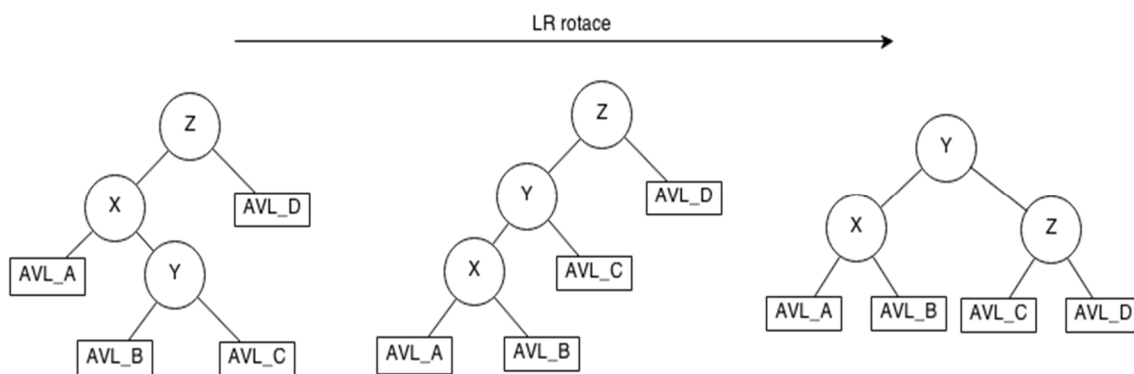 LR rotace
Z
X
AVL_D
AVL_A
Y
AVL_B
AVL_C
Z
Y
AVL_D
X
AVL_C
AVL_A
AVL_B
Y
X
Z
AVL_A
AVL_B
AVL_C
AVL_D